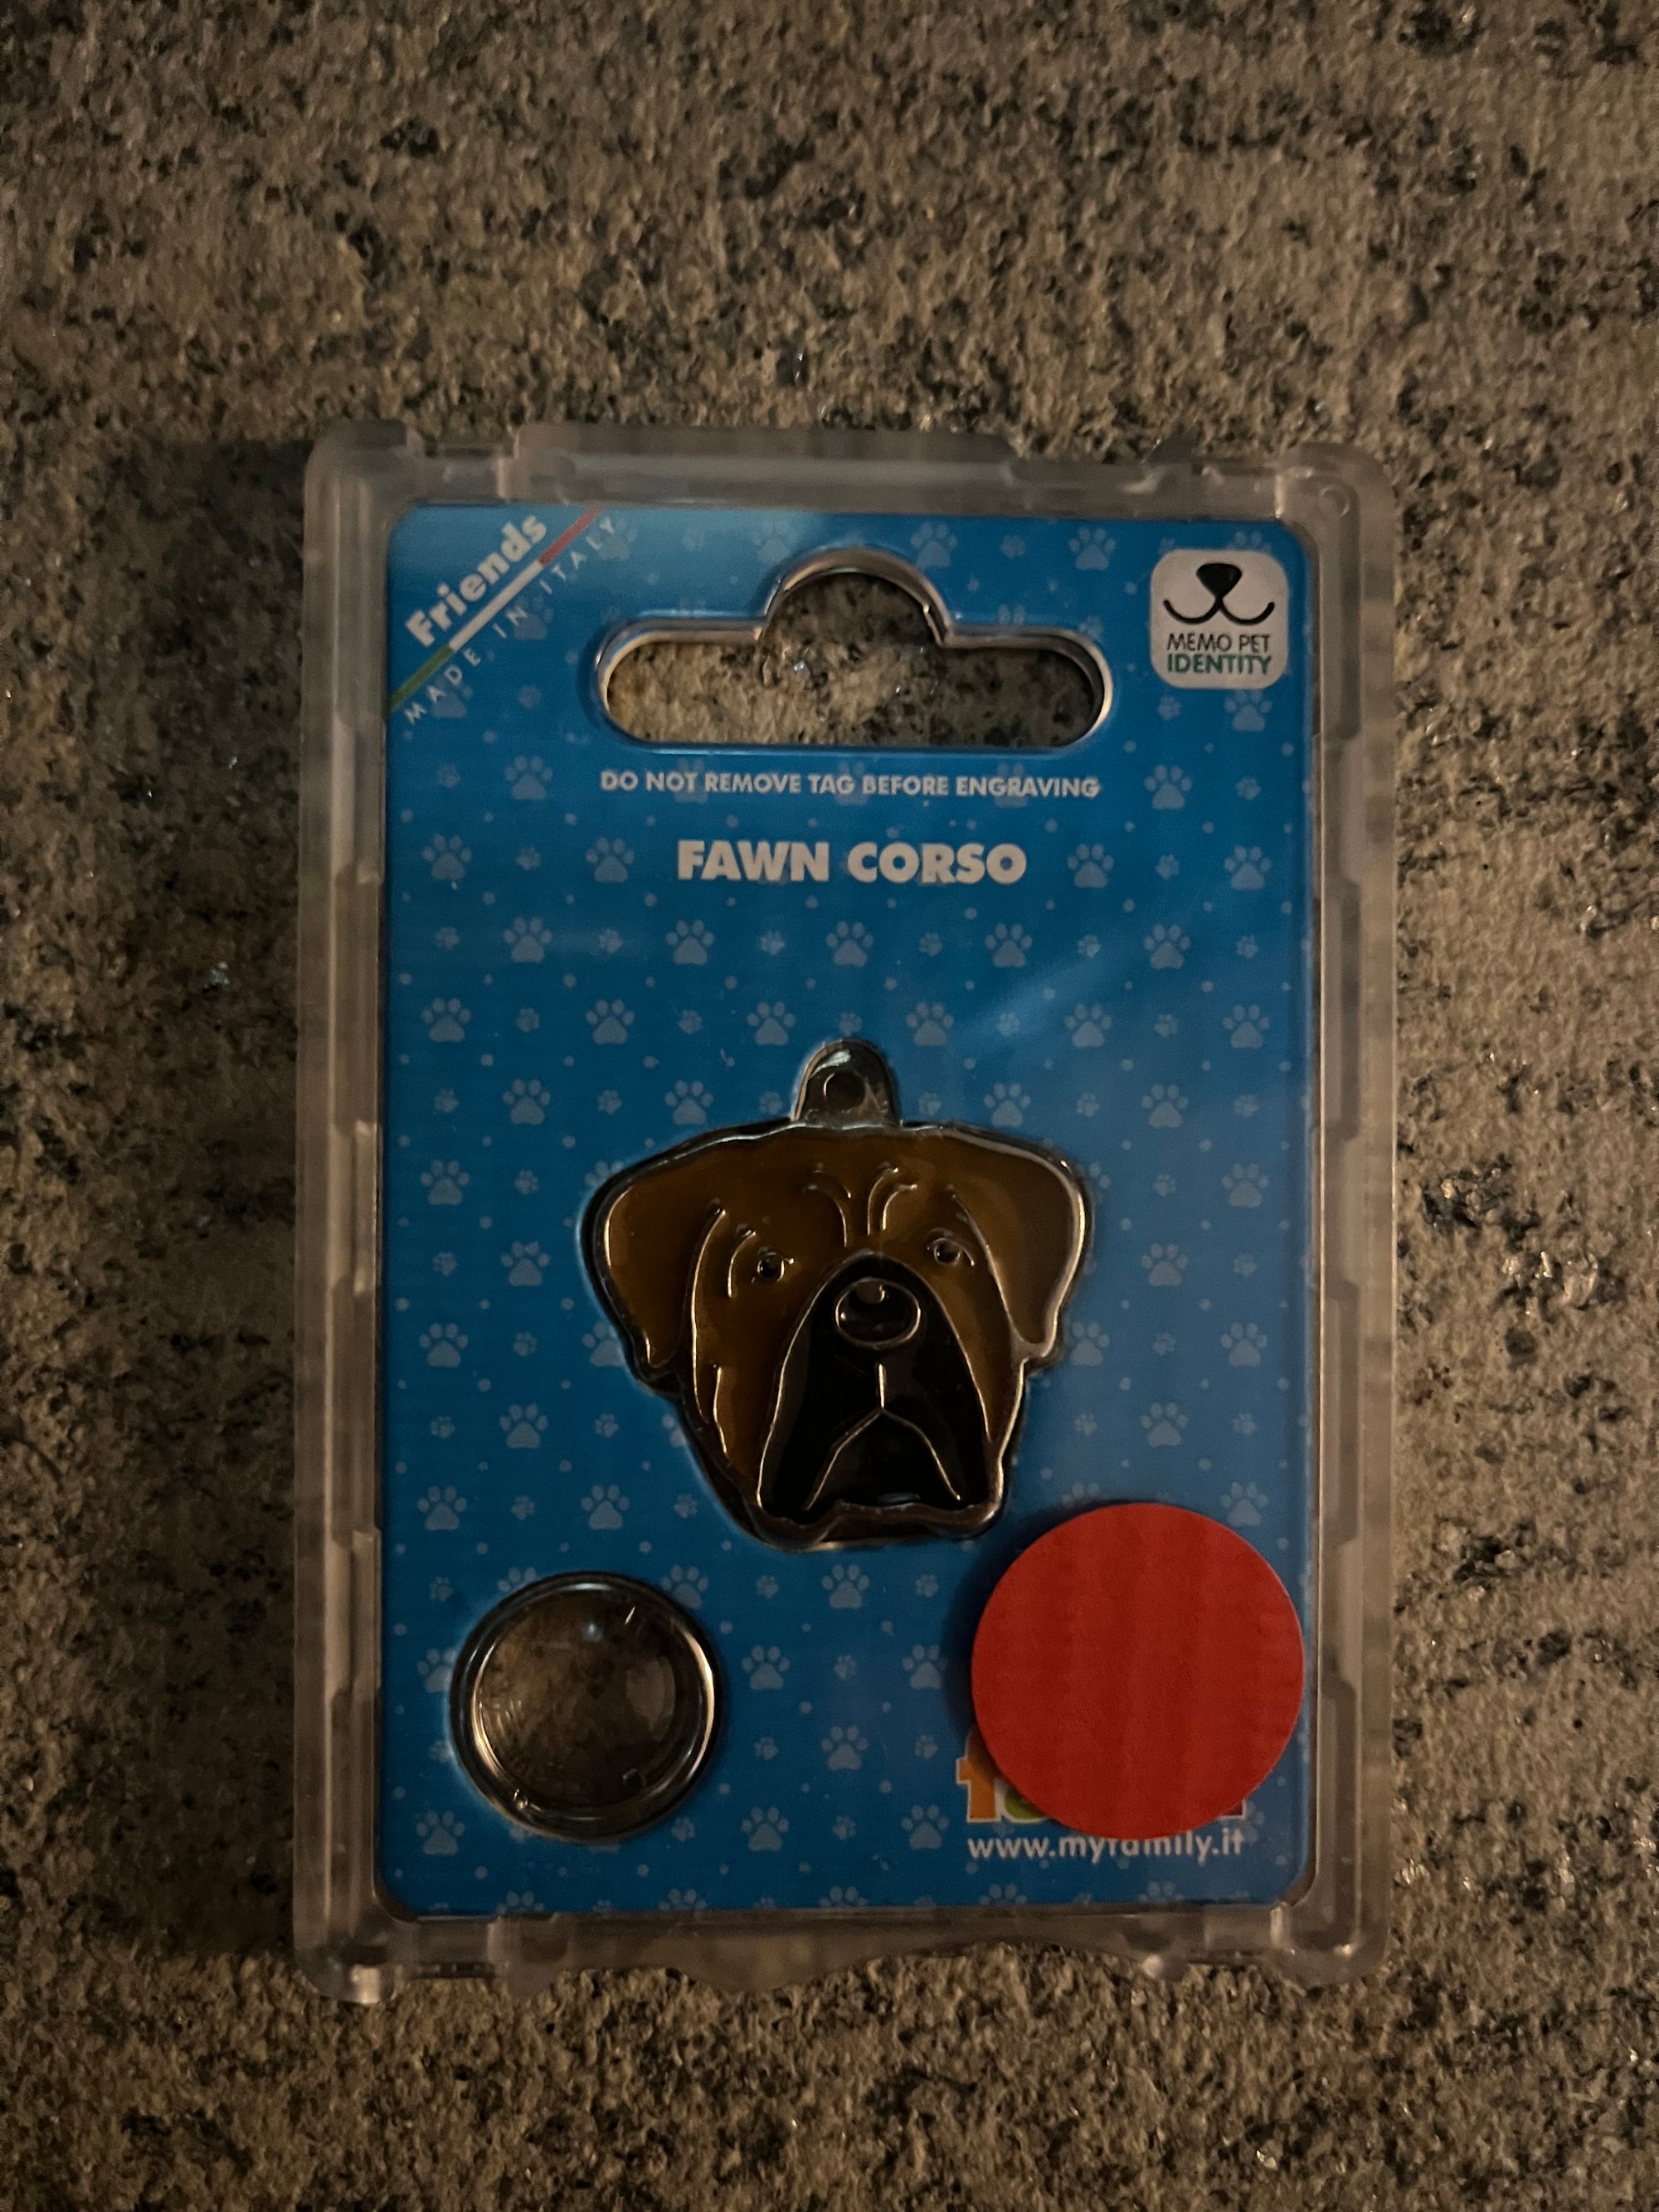 Friends
MADE IN ITALY
MEMO PET
IDENTITY
DO NOT REMOVE TAG BEFORE ENGRAVING
FAWN CORSO
www.myfamily.it